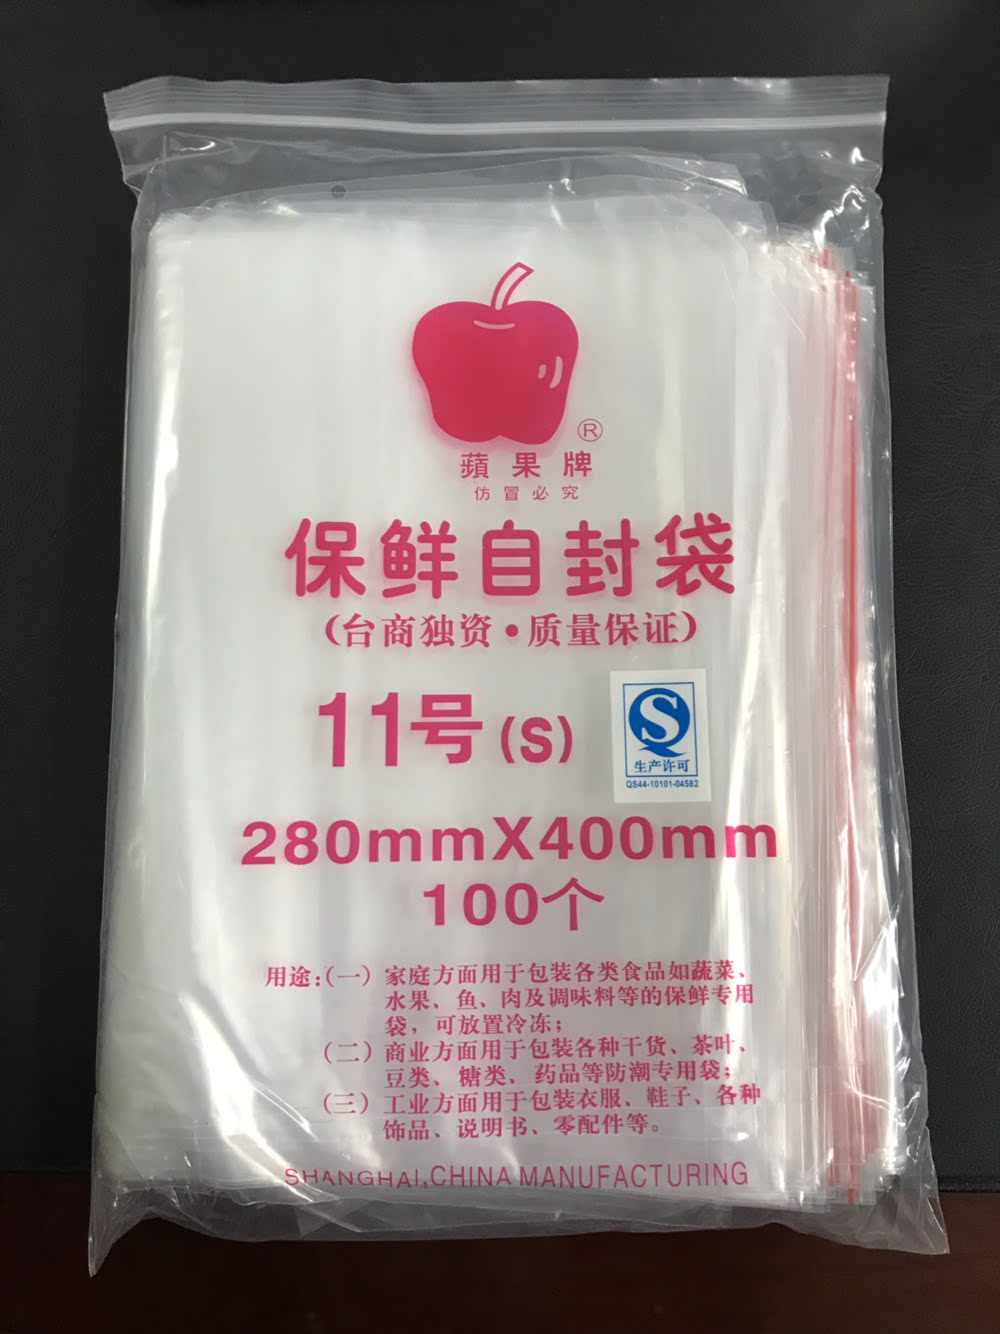 ®
蘋果牌
仿冒必究
保鲜自封袋
（台商独资·质量保证）
11号(S)
QS
生产许可
QS44-10101-04582
280mmX400mm
100个
用途:(一) 家庭方面用于包装各类食品如蔬菜、
水果、鱼、肉及调味料等的保鲜专用
袋，可放置冷冻；
(二) 商业方面用于包装各种干货、茶叶、
豆类、糖类、药品等防潮专用袋；
(三) 工业方面用于包装衣服、鞋子、各种
饰品、说明书、零配件等。
SHANGHAI,CHINA MANUFACTURING